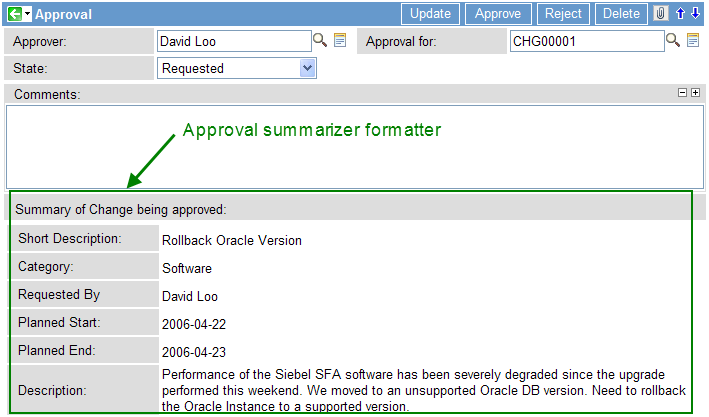 Approval Update Approve Reject Delete
Approver: David Loo Approval for: CHG00001
State: Requested
Comments:
Approval summarizer formatter
Summary of Change being approved:
Short Description: Rollback Oracle Version
Category: Software
Requested By David Loo
Planned Start: 2006-04-22
Planned End: 2006-04-23
Description: Performance of the Siebel SFA software has been severely degraded since the upgrade
performed this weekend. We moved to an unsupported Oracle DB version. Need to rollback
the Oracle Instance to a supported version.